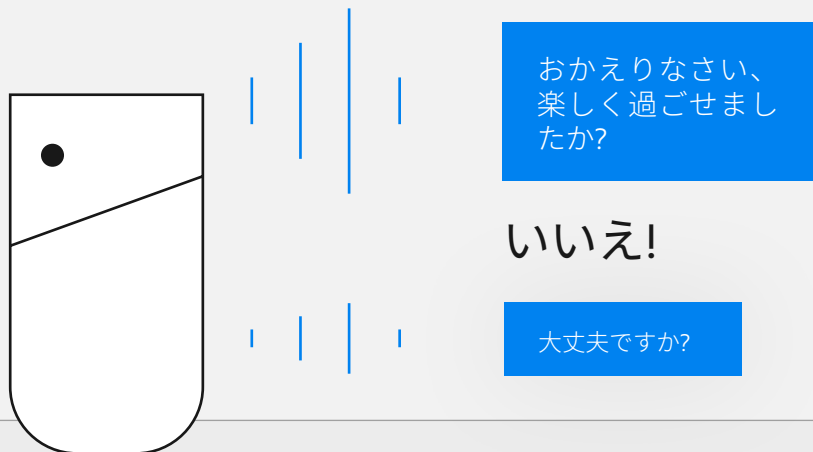 おかえりなさい、
楽しく過ごせまし
たか?
いいえ!
大丈夫ですか?